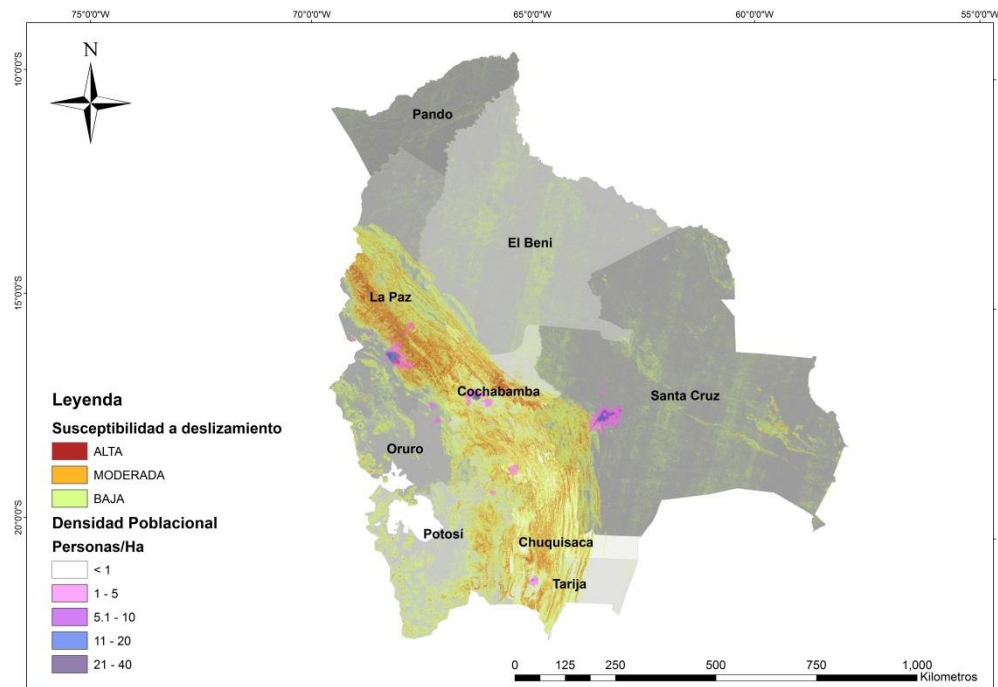 75°0'0"W
70°0'0"W
65°0'0"W
60°0'0"W
55°0'0"W
N
10°0'0"S
15°0'0"S
20°0'0"S
Pando
El Beni
La Paz
Cochabamba
Santa Cruz
Oruro
Potosí
Chuquisaca
Tarija
Leyenda
Susceptibilidad a deslizamiento
ALTA
MODERADA
BAJA
Densidad Poblacional
Personas/Ha
< 1
1 - 5
5.1 - 10
11 - 20
21 - 40
0 125 250 500 750 1,000
Kilometros